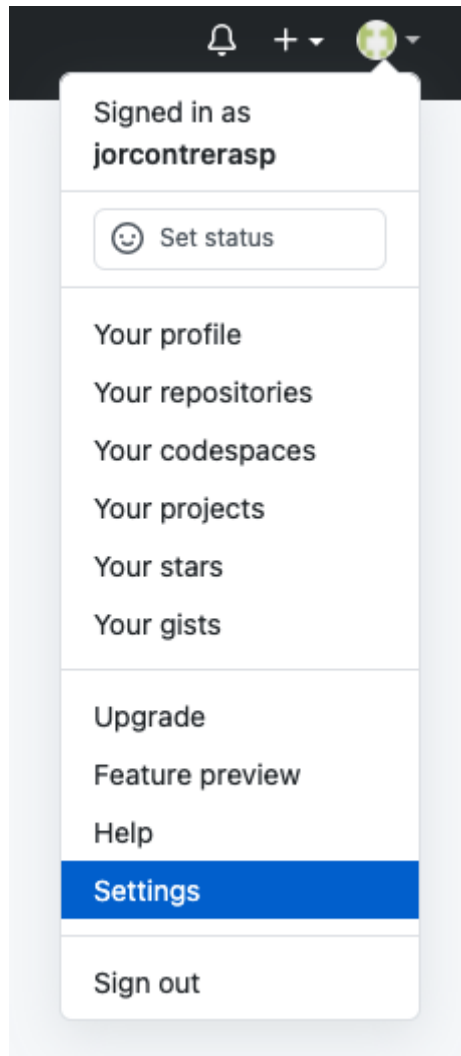 Signed in as
jorcontrerasp
Set status
Your profile
Your repositories
Your codespaces
Your projects
Your stars
Your gists
Upgrade
Feature preview
Help
Settings
Sign out